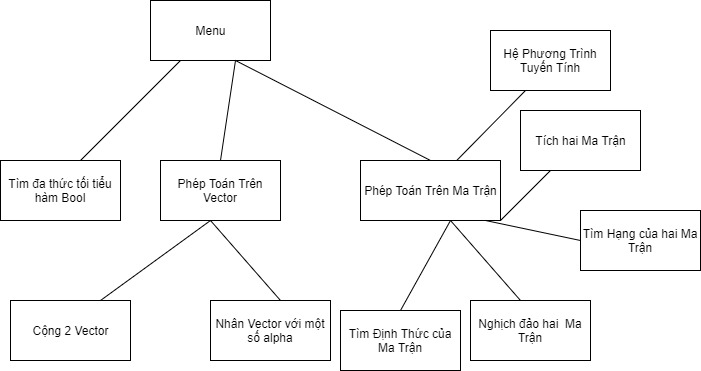 Menu
Hệ Phương Trình
Tuyến Tính
Tích hai Ma Trận
Tìm đa thức tối tiểu
hàm Bool
Phép Toán Trên
Vector
Phép Toán Trên Ma Trận
Tìm Hạng của hai Ma
Trận
Cộng 2 Vector
Nhân Vector với một
số alpha
Tìm Định Thức của
Ma Trận
Nghịch đảo hai Ma
Trận